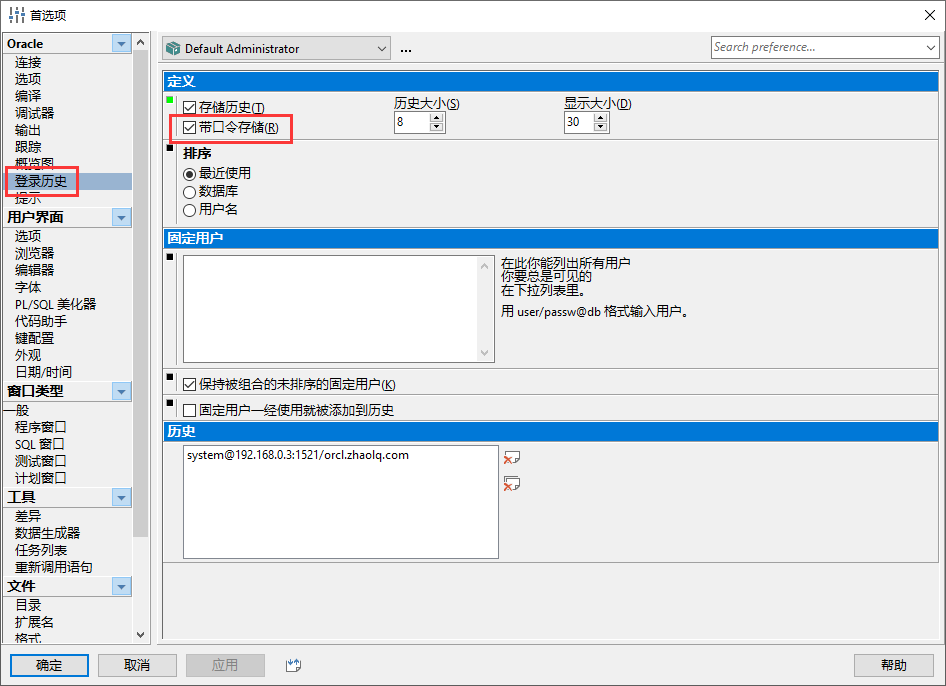 首选项
Oracle
连接
选项
编译
调试器
输出
跟踪
概览图
登录历史
提示
用户界面
选项
浏览器
编辑器
字体
PL/SQL 美化器
代码助手
键配置
外观
日期/时间
窗口类型
一般
程序窗口
SQL 窗口
测试窗口
计划窗口
工具
差异
数据生成器
任务列表
重新调用语句
文件
目录
扩展名
格式
Default Administrator
...
Search preference...
定义
存储历史(T)
历史大小(S)
显示大小(D)
带口令存储(R)
8
30
排序
最近使用
数据库
用户名
固定用户
在此你能列出所有用户
你要总是可见的
在下拉列表里。
用 user/passw@db 格式输入用户。
保持被组合的未排序的固定用户(K)
固定用户一经使用就被添加到历史
历史
system@192.168.0.3:1521/orcl.zhaolq.com
确定
取消
应用
帮助